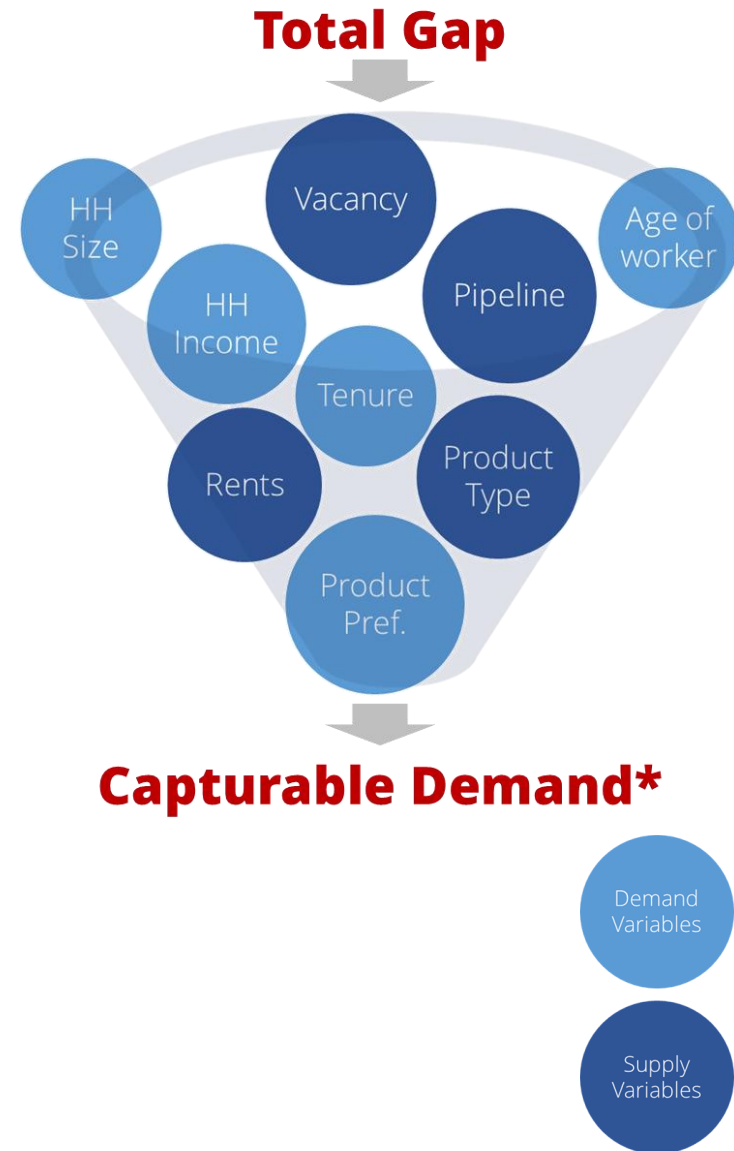 Total Gap
Vacancy
HH
Size
Age of
worker
Pipeline
HH
Income
Tenure
Product
Type
Rents
Product
Pref.
Capturable Demand*
Demand
Variables
Supply
Variables